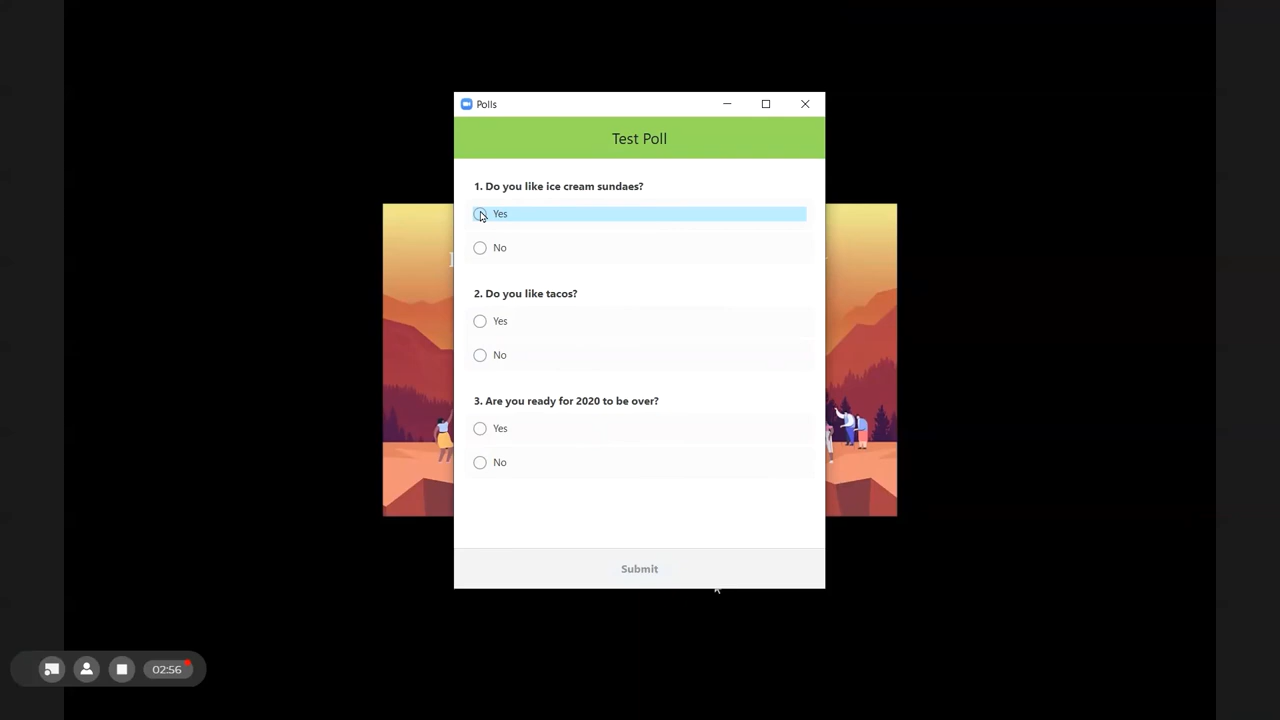 Polls
Test Poll
1. Do you like ice cream sundaes?
Yes
No
2. Do you like tacos?
Yes
No
3. Are you ready for 2020 to be over?
Yes
No
Submit
02:56